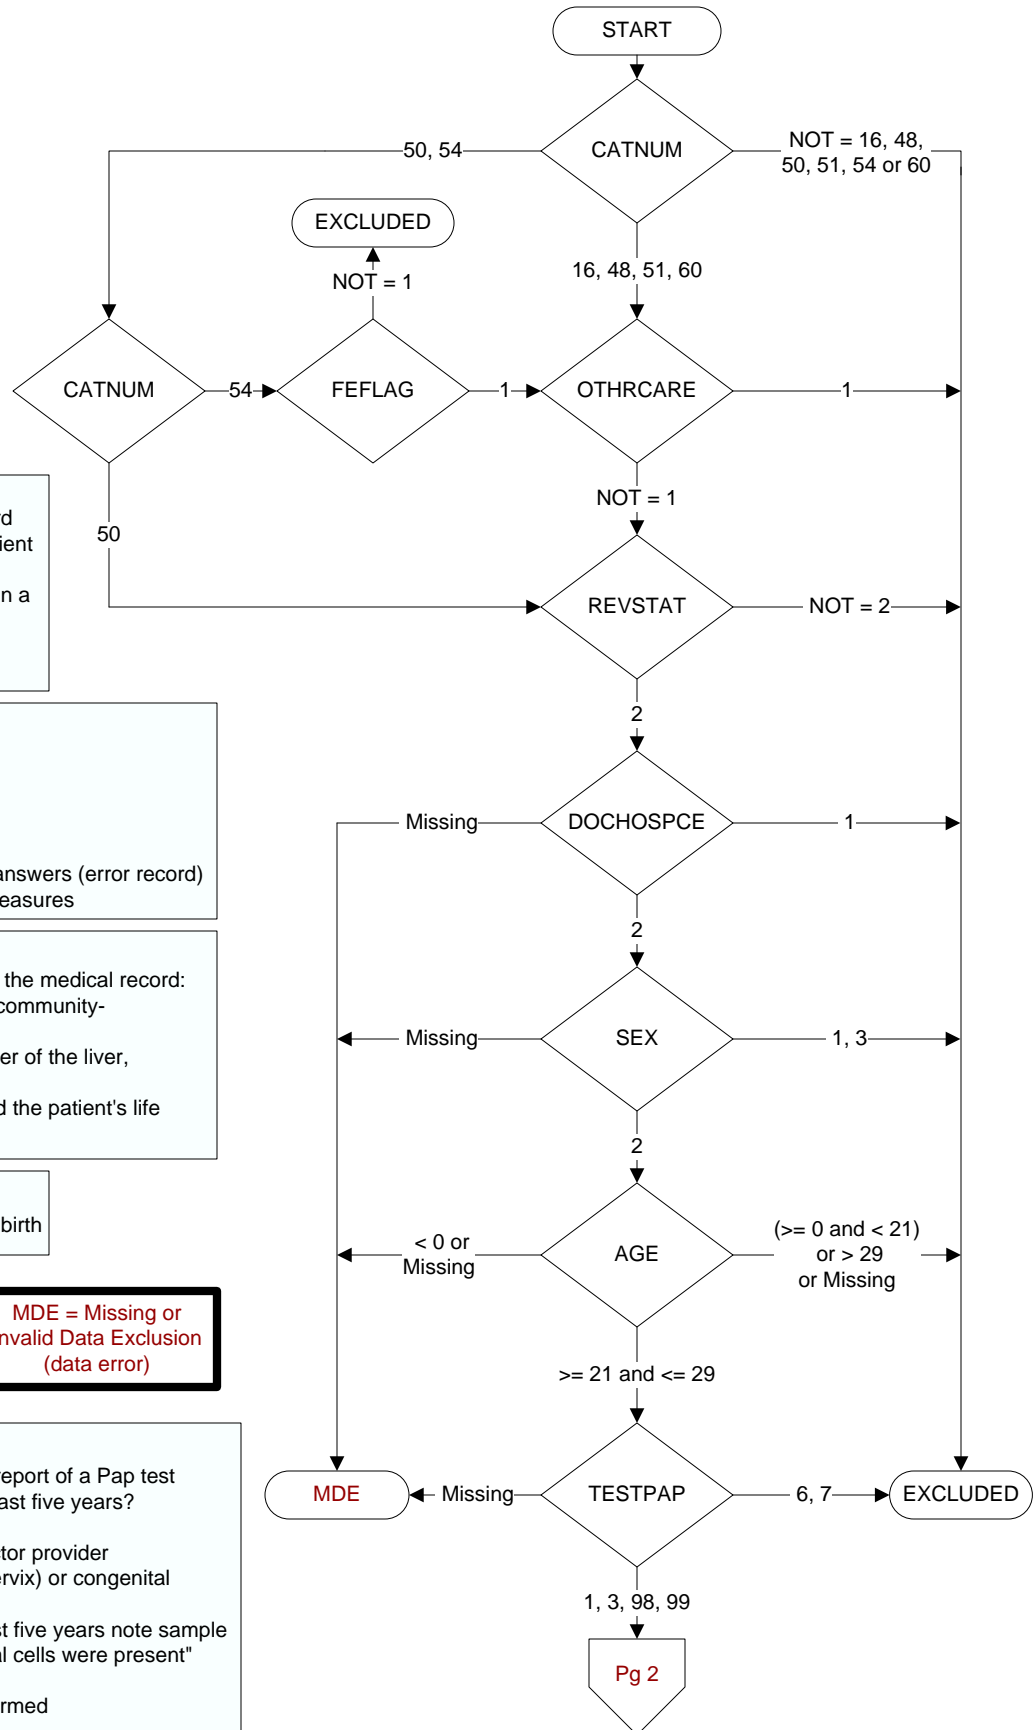 START
CATNUM
50, 54
NOT = 16, 48,
50, 51, 54 or 60
EXCLUDED
NOT = 1
16, 48, 51, 60
CATNUM
54
FEFLAG
1
OTHRCARE
1
50
NOT = 1
REVSTAT
NOT = 2
2
Missing
DOCHOSPCE
1
2
Missing
SEX
1, 3
2
< 0 or
Missing
AGE
(>= 0 and < 21)
or > 29
or Missing
>= 21 and <= 29
MDE
Missing
TESTPAP
6, 7
EXCLUDED
1, 3, 98, 99
Pg 2
n a
answers (error record)
the medical record:
community-
er of the liver,
d the patient's life
birth
MDE = Missing or
nvalid Data Exclusion
(data error)
report of a Pap test
ast five years?
ctor provider
ervix) or congenital
st five years note sample
al cells were present"